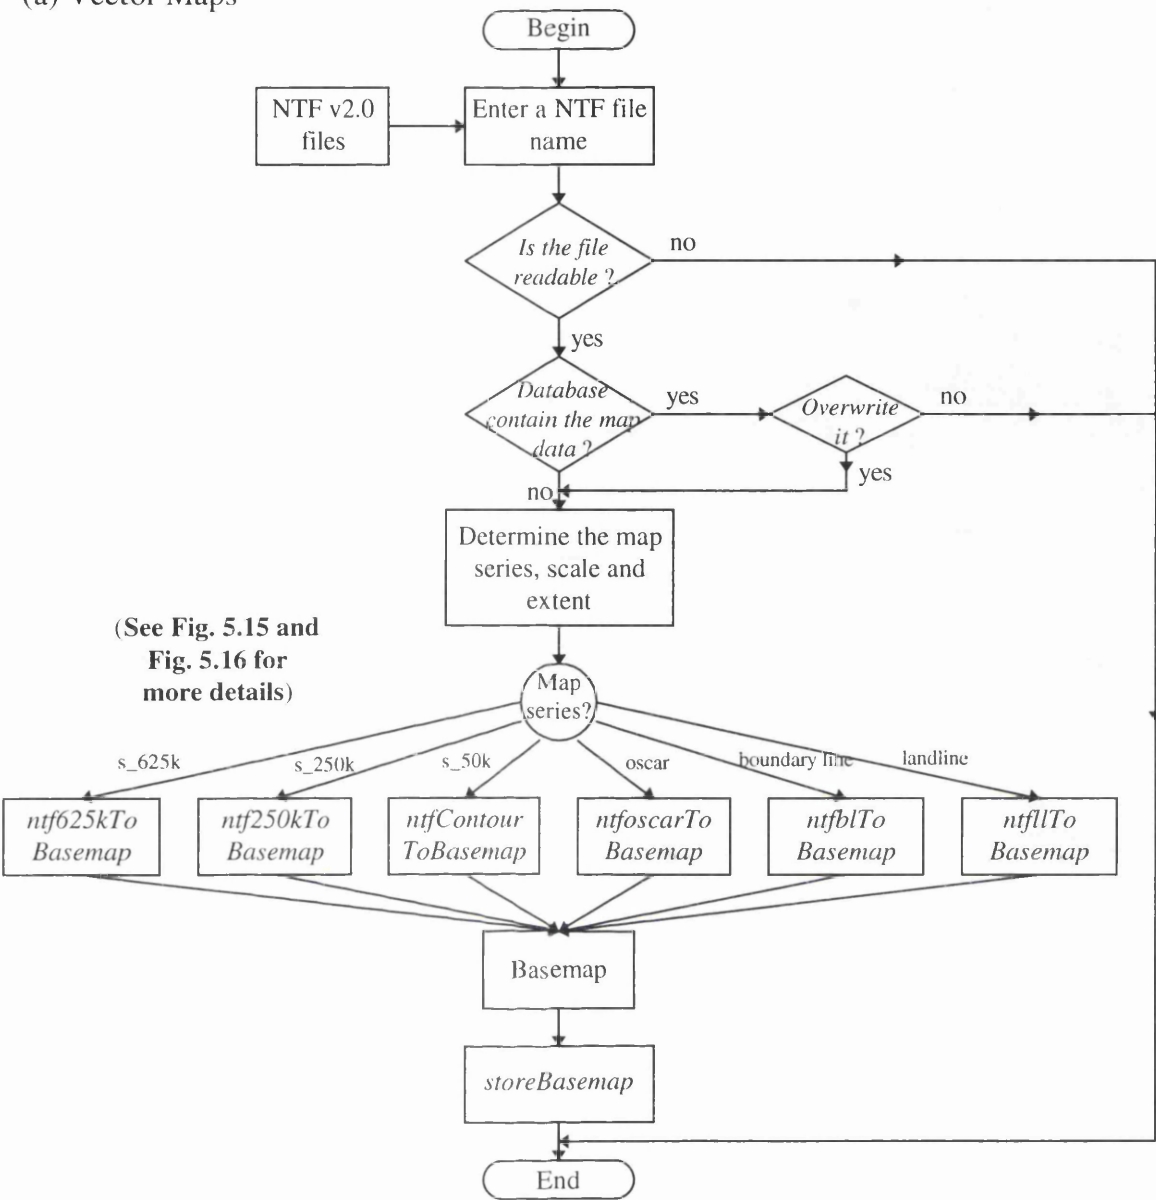 (a) Vector Maps
Begin
NTF v2.0
files
Enter a NTF file
name
Is the file
readable ?
no
yes
Database
contain the map
data ?
yes
Overwrite
it ?
no
yes
no
Determine the map
series, scale and
extent
(See Fig. 5.15 and
Fig. 5.16 for
more details)
Map
series?
s_625k
s_250k
s_50k
oscar
boundary line
landline
ntf625kTo
Basemap
ntf250kTo
Basemap
ntfContour
ToBasemap
ntfoscarTo
Basemap
ntfblTo
Basemap
ntfllTo
Basemap
Basemap
storeBasemap
End